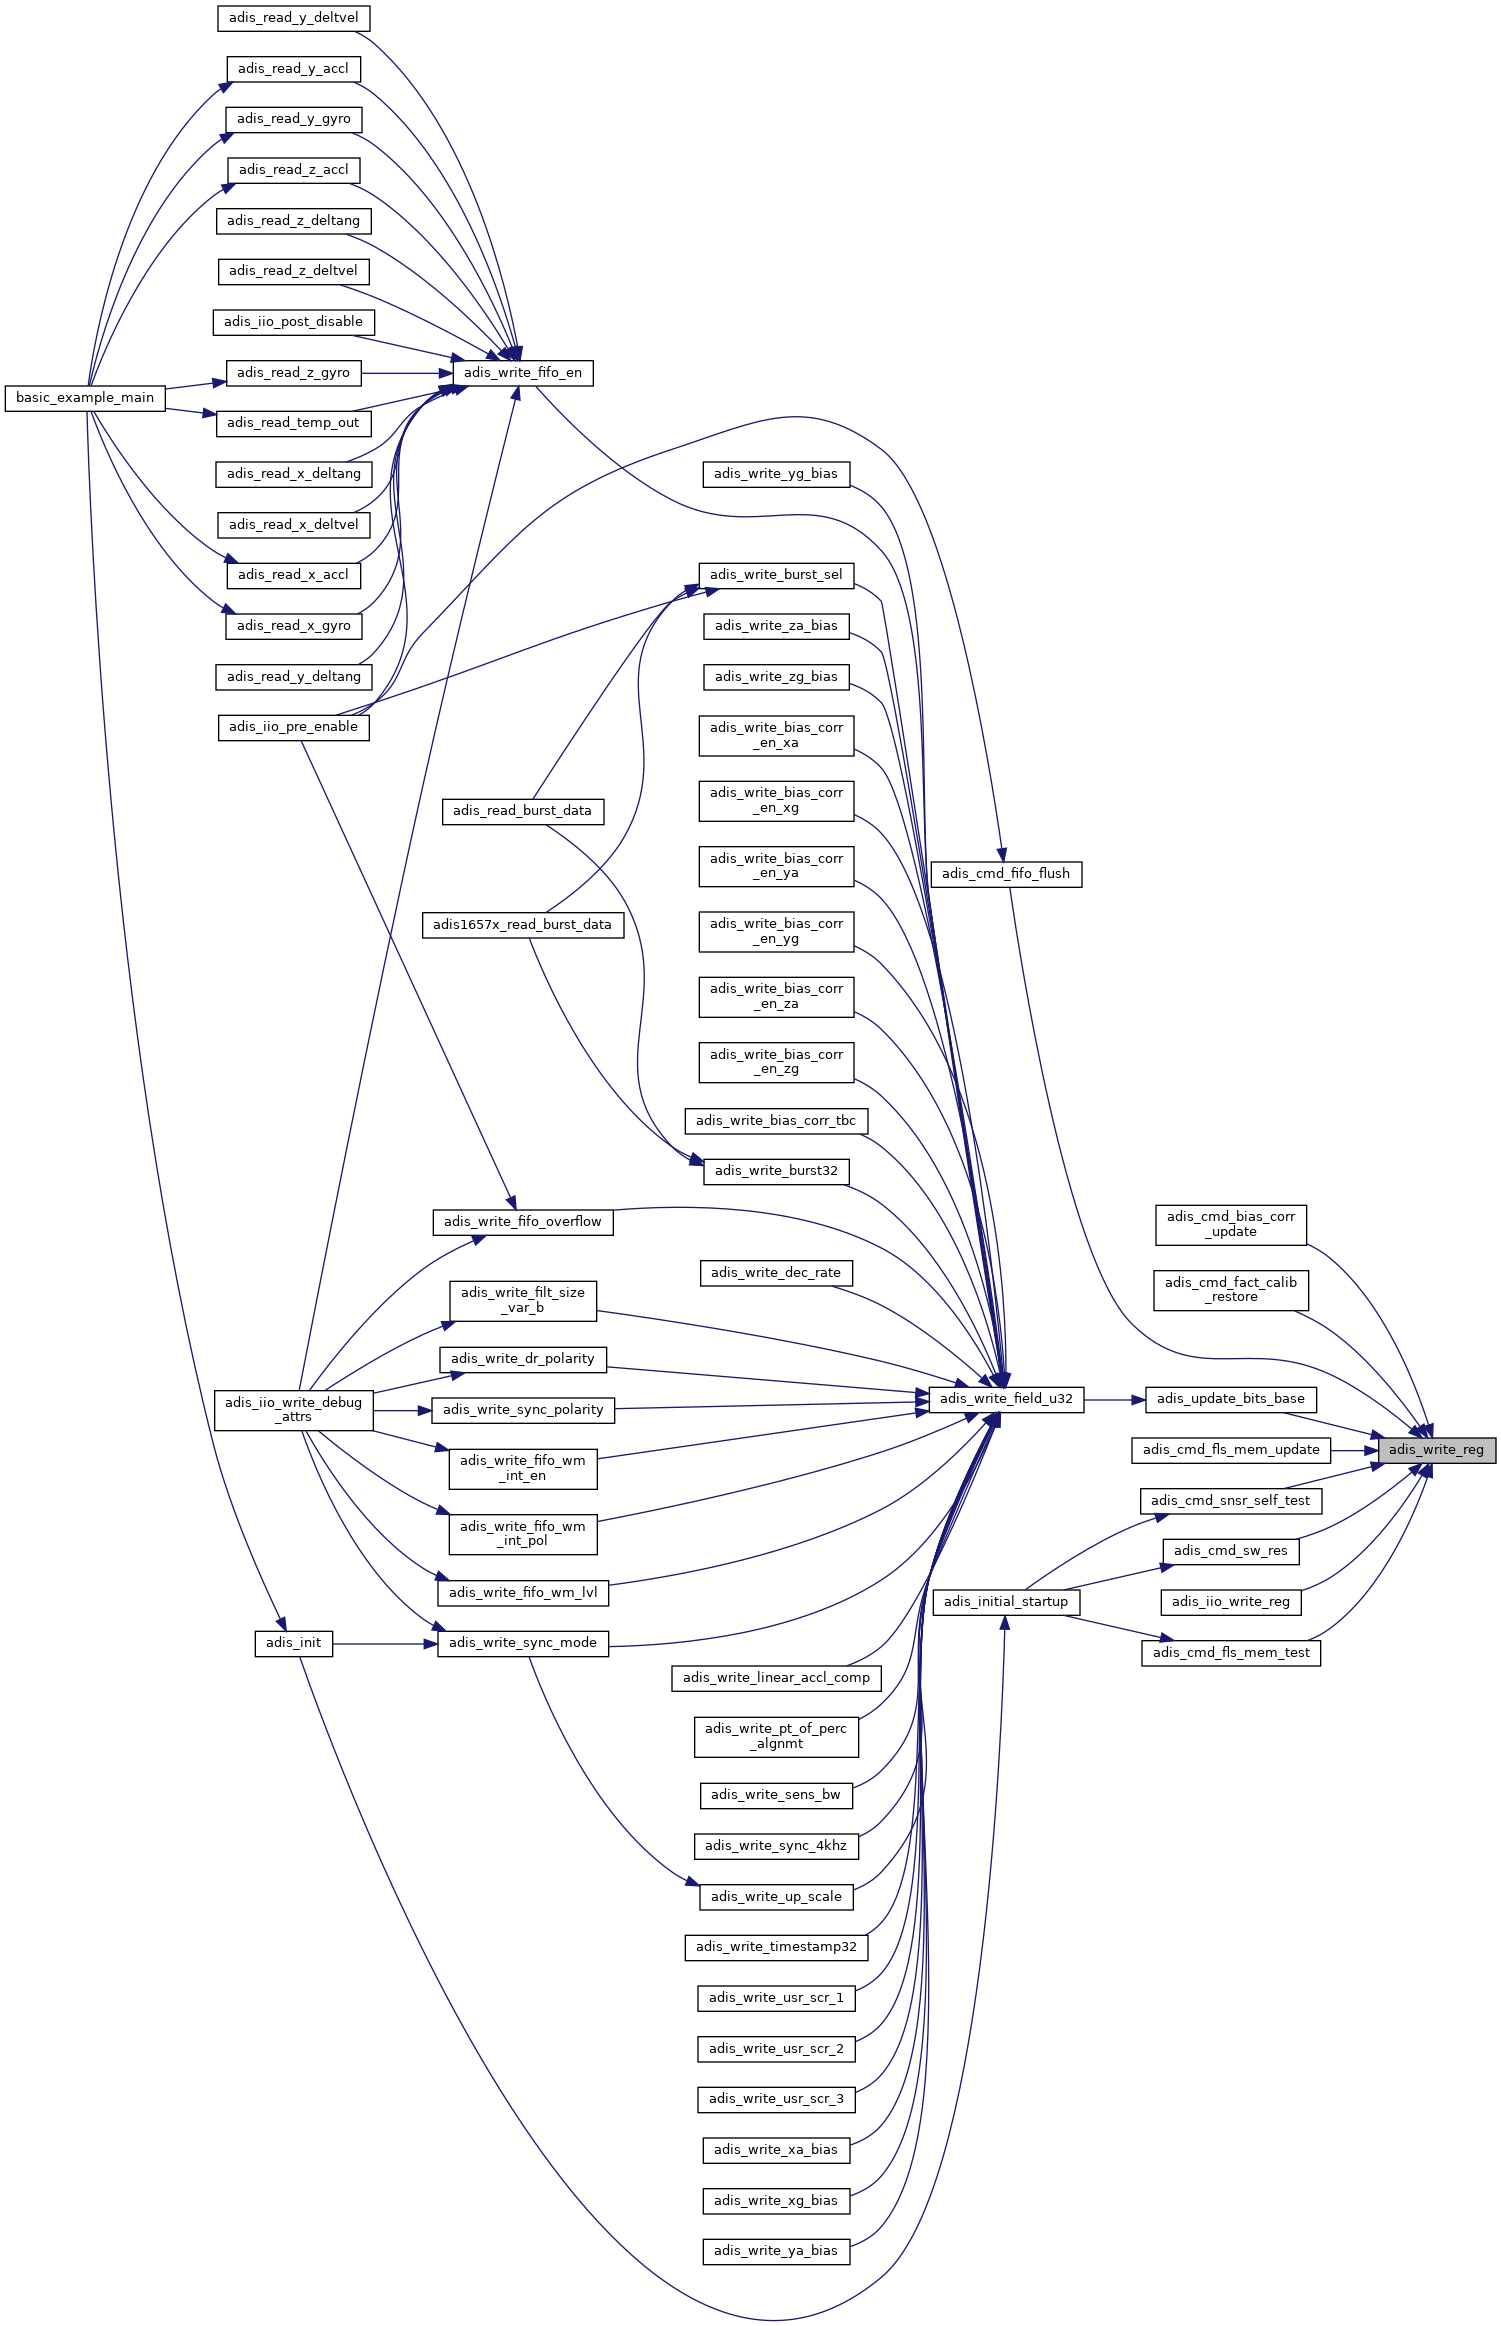 adis_read_y_deltvel
adis_read_y_accl
adis_read_y_gyro
adis_read_z_accl
adis_read_z_deltang
adis_read_z_deltvel
adis_iio_post_disable
adis_read_z_gyro
adis_write_fifo_en
basic_example_main
adis_read_temp_out
adis_read_x_deltang
adis_write_yg_bias
adis_read_x_deltvel
adis_read_x_accl
adis_write_burst_sel
adis_read_x_gyro
adis_write_za_bias
adis_read_y_deltang
adis_write_zg_bias
adis_iio_pre_enable
adis_write_bias_corr
_en_xa
adis_write_bias_corr
_en_xg
adis_read_burst_data
adis_write_bias_corr
_en_ya
adis_cmd_fifo_flush
adis1657x_read_burst_data
adis_write_bias_corr
_en_yg
adis_write_bias_corr
_en_za
adis_write_bias_corr
_en_zg
adis_write_bias_corr_tbc
adis_write_burst32
adis_write_fifo_overflow
adis_cmd_bias_corr
_update
adis_write_dec_rate
adis_cmd_fact_calib
_restore
adis_write_filt_size
_var_b
adis_write_dr_polarity
adis_iio_write_debug
_attrs
adis_write_sync_polarity
adis_write_field_u32
adis_update_bits_base
adis_cmd_fls_mem_update
adis_write_reg
adis_write_fifo_wm
_int_en
adis_cmd_snsr_self_test
adis_write_fifo_wm
_int_pol
adis_cmd_sw_res
adis_write_fifo_wm_lvl
adis_initial_startup
adis_iio_write_reg
adis_init
adis_write_sync_mode
adis_cmd_fls_mem_test
adis_write_linear_accl_comp
adis_write_pt_of_perc
_algnmt
adis_write_sens_bw
adis_write_sync_4khz
adis_write_up_scale
adis_write_timestamp32
adis_write_usr_scr_1
adis_write_usr_scr_2
adis_write_usr_scr_3
adis_write_xa_bias
adis_write_xg_bias
adis_write_ya_bias